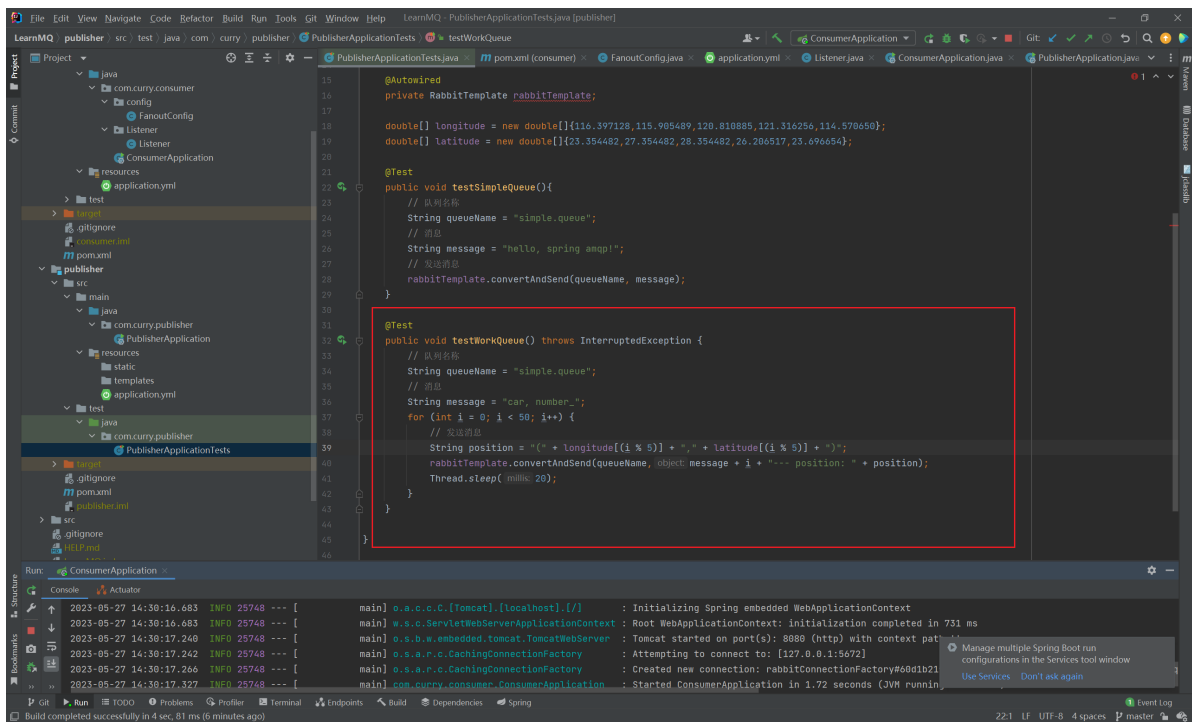 File Edit View Navigate Code Refactor Build Run Tools Git Window Help LearnMQ - PublisherApplicationTests.java [publisher]
LearnMQ publisher src test java com curry publisher PublisherApplicationTests testWorkQueue ConsumerApplication Git:
Project PublisherApplicationTests.java pom.xml (consumer) FanoutConfig.java application.yml Listener.java ConsumerApplication.java PublisherApplication.java
Project
Commit
Structure
Bookmarks
Maven
Database
jclasslib
java
com.curry.consumer
config
FanoutConfig
Listener
Listener
ConsumerApplication
resources
application.yml
test
target
.gitignore
consumer.iml
pom.xml
publisher
src
main
java
com.curry.publisher
PublisherApplication
resources
static
templates
application.yml
test
java
com.curry.publisher
PublisherApplicationTests
target
.gitignore
pom.xml
publisher.iml
src
.gitignore
HELP.md
1
15 @Autowired
16 private RabbitTemplate rabbitTemplate;
17
18 double[] longitude = new double[]{116.397128,115.905489,120.810885,121.316256,114.570650};
19 double[] latitude = new double[]{23.354482,27.354482,28.354482,26.206517,23.696654};
20
21 @Test
22 public void testSimpleQueue(){
23 // 队列名称
24 String queueName = "simple.queue";
25 // 消息
26 String message = "hello, spring amqp!";
27 // 发送消息
28 rabbitTemplate.convertAndSend(queueName, message);
29 }
30
31 @Test
32 public void testWorkQueue() throws InterruptedException {
33 // 队列名称
34 String queueName = "simple.queue";
35 // 消息
36 String message = "car, number_";
37 for (int i = 0; i < 50; i++) {
38 // 发送消息
39 String position = "(" + longitude[(i % 5)] + "," + latitude[(i % 5)] + ")";
40 rabbitTemplate.convertAndSend(queueName, object: message + i + "--- position: " + position);
41 Thread.sleep( millis: 20);
42 }
43 }
44
45 }
46
Run: ConsumerApplication
Console Actuator
2023-05-27 14:30:16.683 INFO 25748 --- [ main] o.a.c.c.C.[Tomcat].[localhost].[/] : Initializing Spring embedded WebApplicationContext
2023-05-27 14:30:16.683 INFO 25748 --- [ main] w.s.c.ServletWebServerApplicationContext : Root WebApplicationContext: initialization completed in 731 ms
2023-05-27 14:30:17.240 INFO 25748 --- [ main] o.s.b.w.embedded.tomcat.TomcatWebServer : Tomcat started on port(s): 8080 (http) with context
2023-05-27 14:30:17.242 INFO 25748 --- [ main] o.s.a.r.c.CachingConnectionFactory : Attempting to connect to: [127.0.0.1:5672]
2023-05-27 14:30:17.266 INFO 25748 --- [ main] o.s.a.r.c.CachingConnectionFactory : Created new connection: rabbitConnectionFactory#60d1b21
2023-05-27 14:30:17.327 INFO 25748 --- [ main] com.curry.consumer.ConsumerApplication : Started ConsumerApplication in 1.72 seconds (JVM running
Manage multiple Spring Boot run
configurations in the Services tool window
Use Services Don't ask again
Git Run TODO Problems Profiler Terminal Endpoints Build Dependencies Spring 1 Event Log
Build completed successfully in 4 sec, 81 ms (6 minutes ago) 22:1 LF UTF-8 4 spaces master